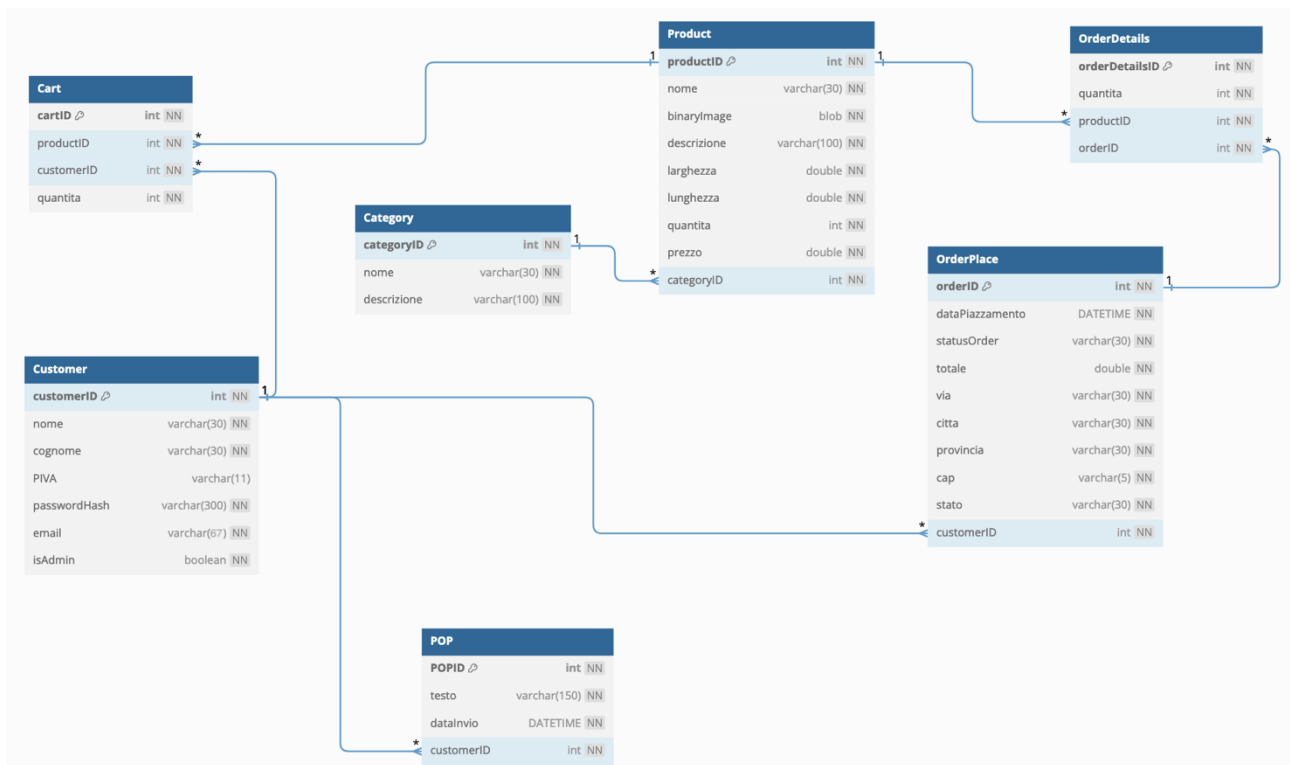 Cart
cartID int NN
productID int NN
customerID int NN
quantita int NN
*
*
Category
categoryID int NN
nome varchar(30) NN
descrizione varchar(100) NN
1
*
Product
productID int NN
nome varchar(30) NN
binaryImage blob NN
descrizione varchar(100) NN
larghezza double NN
lunghezza double NN
quantita int NN
prezzo double NN
categoryID int NN
1
1
OrderDetails
orderDetailsID int NN
quantita int NN
productID int NN
orderID int NN
*
*
OrderPlace
orderID int NN
dataPiazzamento DATETIME NN
statusOrder varchar(30) NN
totale double NN
via varchar(30) NN
citta varchar(30) NN
provincia varchar(30) NN
cap varchar(5) NN
stato varchar(30) NN
customerID int NN
1
*
Customer
customerID int NN
nome varchar(30) NN
cognome varchar(30) NN
PIVA varchar(11)
passwordHash varchar(300) NN
email varchar(67) NN
isAdmin boolean NN
1
POP
POPID int NN
testo varchar(150) NN
dataInvio DATETIME NN
customerID int NN
*